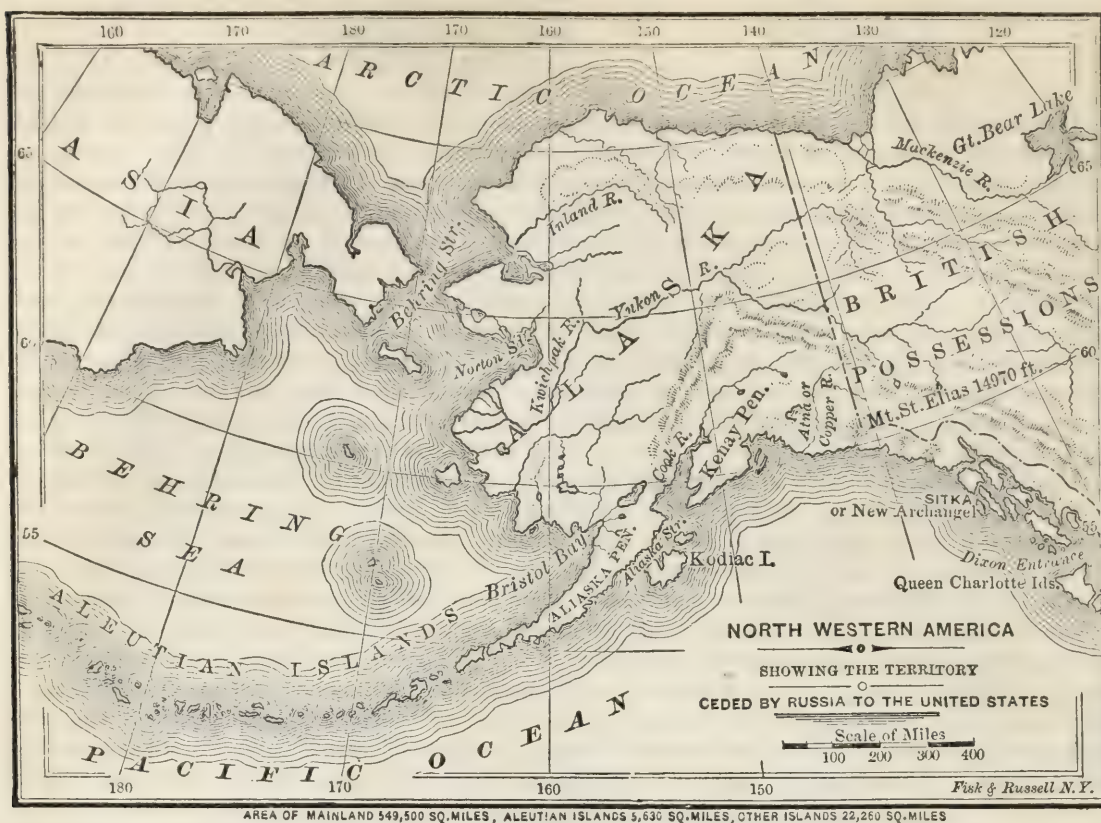 160 170 180 170 160 150 140 130 120
ARCTIC OCEAN
ASIA
65
Gt. Bear Lake
Mackenzie R.
65
Inland R.
Behring Str.
ALASKA
BRITISH
POSSESSIONS
Yukon R.
Norton Sd.
Kwichpak R.
60
Mt. St. Elias 14970 ft.
Atna or
Copper R.
Kenay Pen.
Cook R.
BEHRING
SEA
55
SITKA
or New Archangel
55
Dixon Entrance
Queen Charlotte Ids.
Bristol Bay
ALIASKA PEN.
Aliaska Str.
Kodiac I.
ALEUTIAN ISLANDS
PACIFIC OCEAN
NORTH WESTERN AMERICA
SHOWING THE TERRITORY
CEDED BY RUSSIA TO THE UNITED STATES
Scale of Miles
100 200 300 400
180 170 160 150
Fisk & Russell N.Y.
AREA OF MAINLAND 549,500 SQ.MILES, ALEUTIAN ISLANDS 5,630 SQ.MILES, OTHER ISLANDS 22,260 SQ.MILES